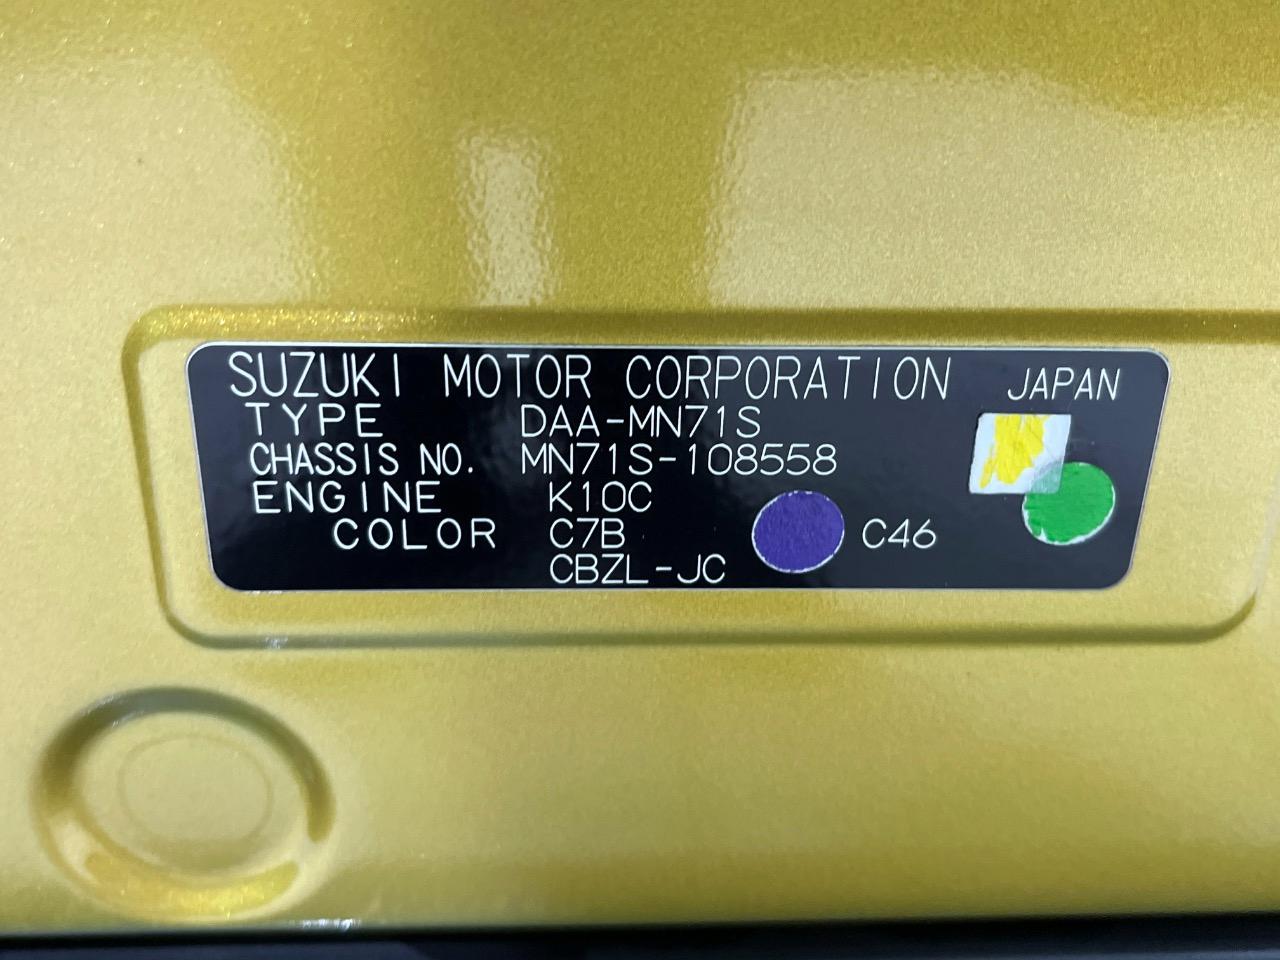 SUZUKI MOTOR CORPORATION JAPAN
TYPE DAA-MN71S
CHASSIS NO. MN71S-108558
ENGINE K10C
COLOR C7B C46
CBZL-JC